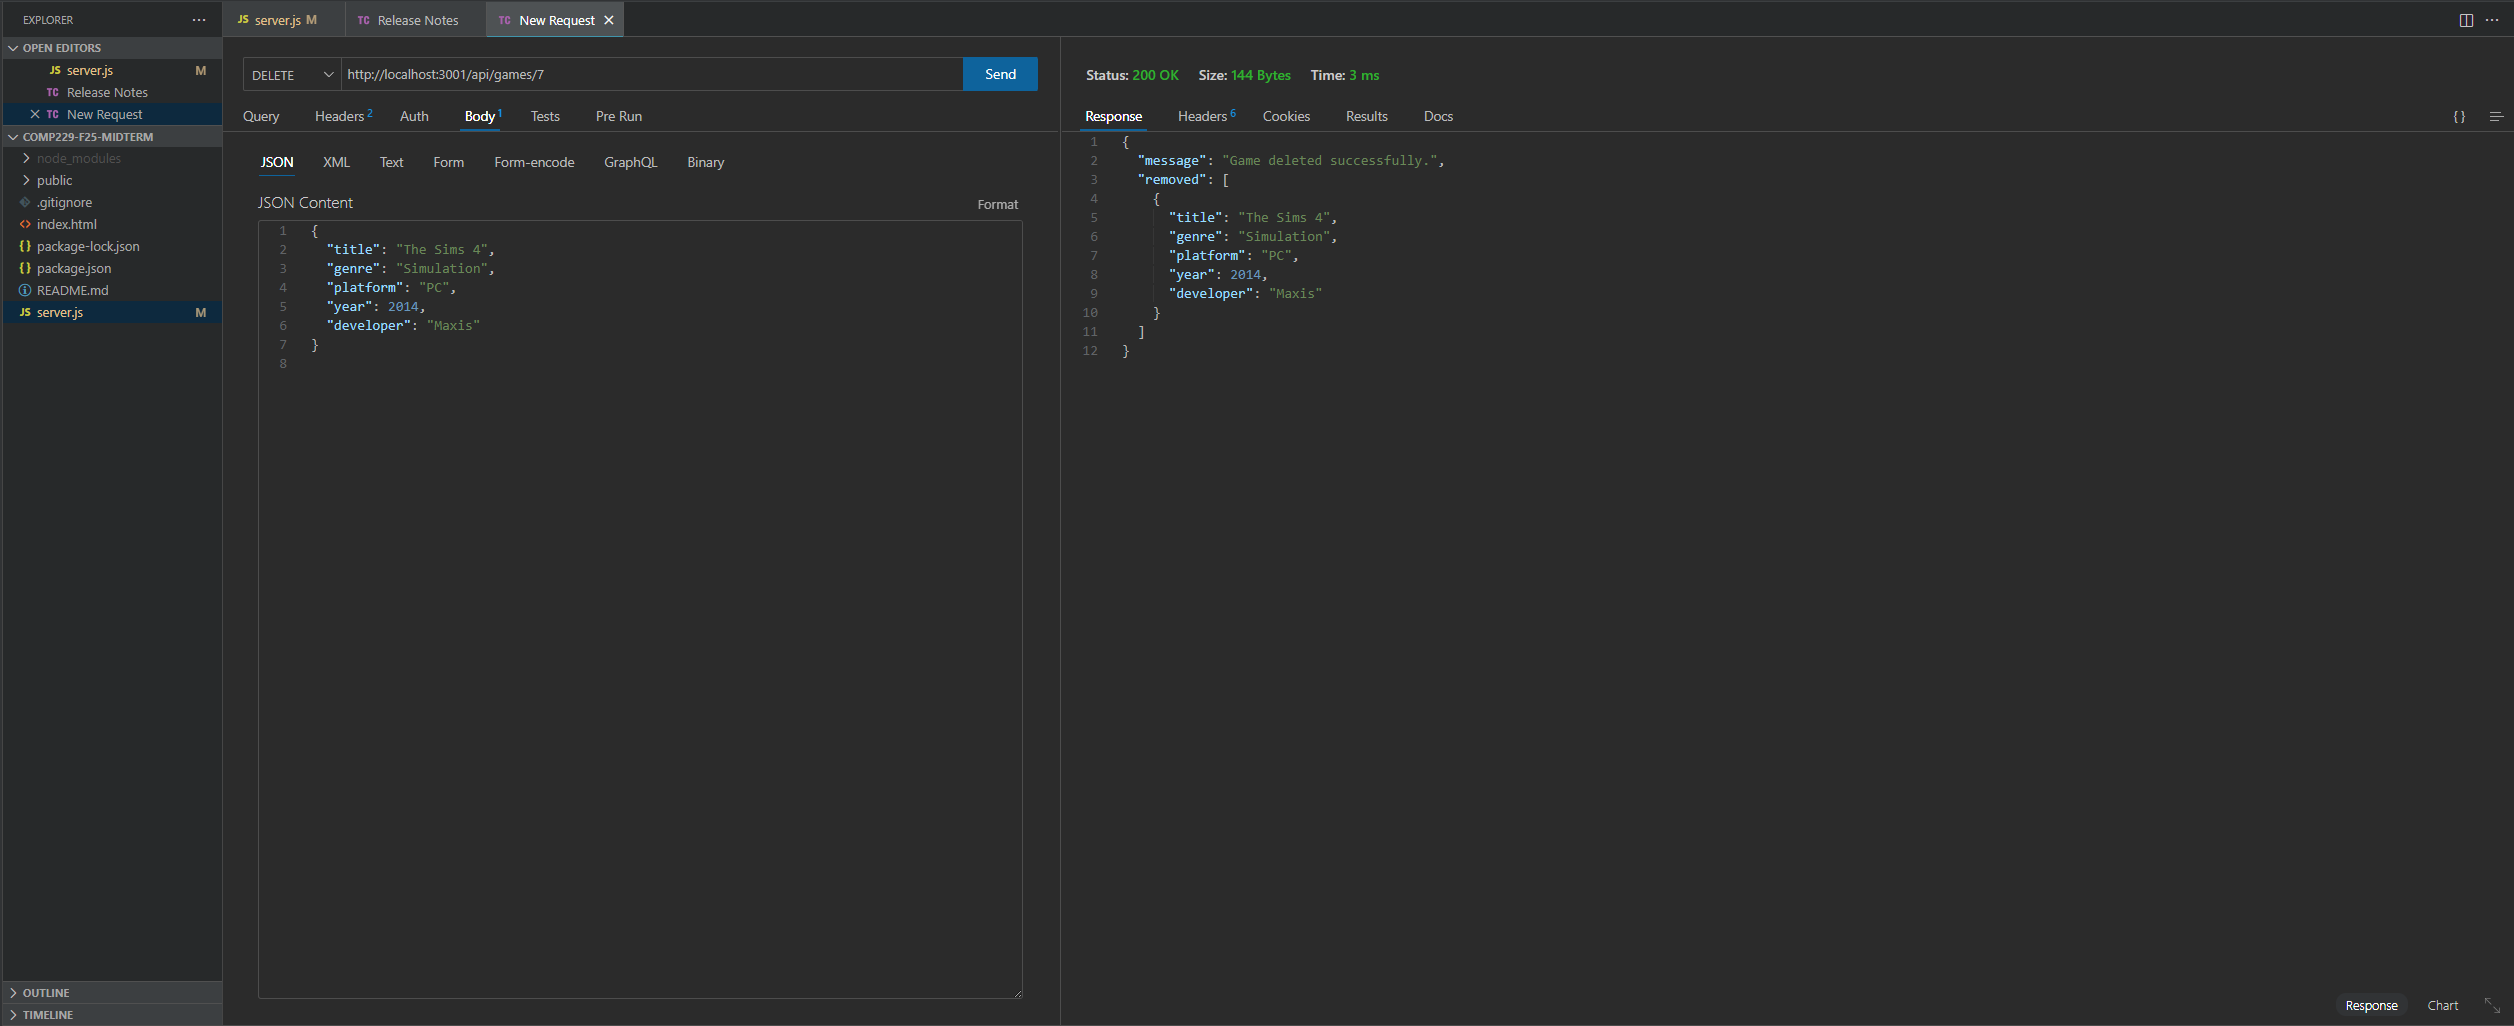 EXPLORER
OPEN EDITORS
JS server.js M
TC Release Notes
TC New Request
COMP229-F25-MIDTERM
node_modules
public
.gitignore
<> index.html
{} package-lock.json
{} package.json
README.md
JS server.js M
OUTLINE
TIMELINE
JS server.js M TC Release Notes TC New Request
DELETE http://localhost:3001/api/games/7 Send
Query Headers 2 Auth Body 1 Tests Pre Run
JSON XML Text Form Form-encode GraphQL Binary
JSON Content Format
1 {
2 "title": "The Sims 4",
3 "genre": "Simulation",
4 "platform": "PC",
5 "year": 2014,
6 "developer": "Maxis"
7 }
8
Status: 200 OK Size: 144 Bytes Time: 3 ms
Response Headers 6 Cookies Results Docs {}
1 {
2 "message": "Game deleted successfully.",
3 "removed": [
4 {
5 "title": "The Sims 4",
6 "genre": "Simulation",
7 "platform": "PC",
8 "year": 2014,
9 "developer": "Maxis"
10 }
11 ]
12 }
Response Chart